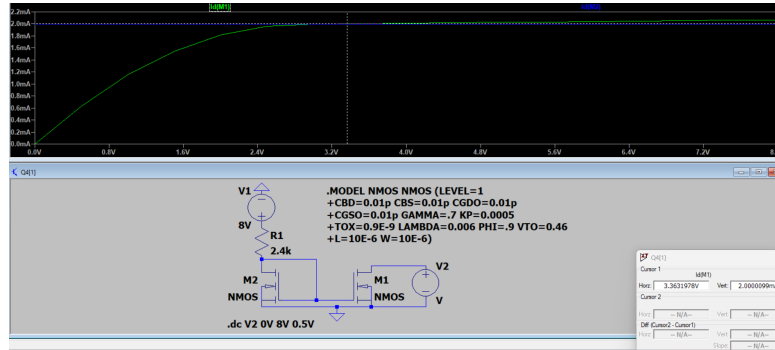 Id(M1)
Id(M2)
2.2mA
2.0mA
1.8mA
1.6mA
1.4mA
1.2mA
1.0mA
0.8mA
0.6mA
0.4mA
0.2mA
0.0mA
0.0V 0.8V 1.6V 2.4V 3.2V 4.0V 4.8V 5.6V 6.4V 7.2V 8.
Q4[1]
V1
8V
R1
2.4k
.MODEL NMOS NMOS (LEVEL=1
+CBD=0.01p CBS=0.01p CGDO=0.01p
+CGSO=0.01p GAMMA=.7 KP=0.0005
+TOX=0.9E-9 LAMBDA=0.006 PHI=.9 VTO=0.46
+L=10E-6 W=10E-6)
M2
NMOS
M1
NMOS
V2
V
.dc V2 0V 8V 0.5V
Q4[1]
Cursor 1
Id(M1)
Horz: 3.3631978V Vert: 2.0000099m
Cursor 2
Horz: -- N/A-- Vert: -- N/A--
Diff (Cursor2 - Cursor1)
Horz: -- N/A-- Vert: -- N/A--
Slope: -- N/A--